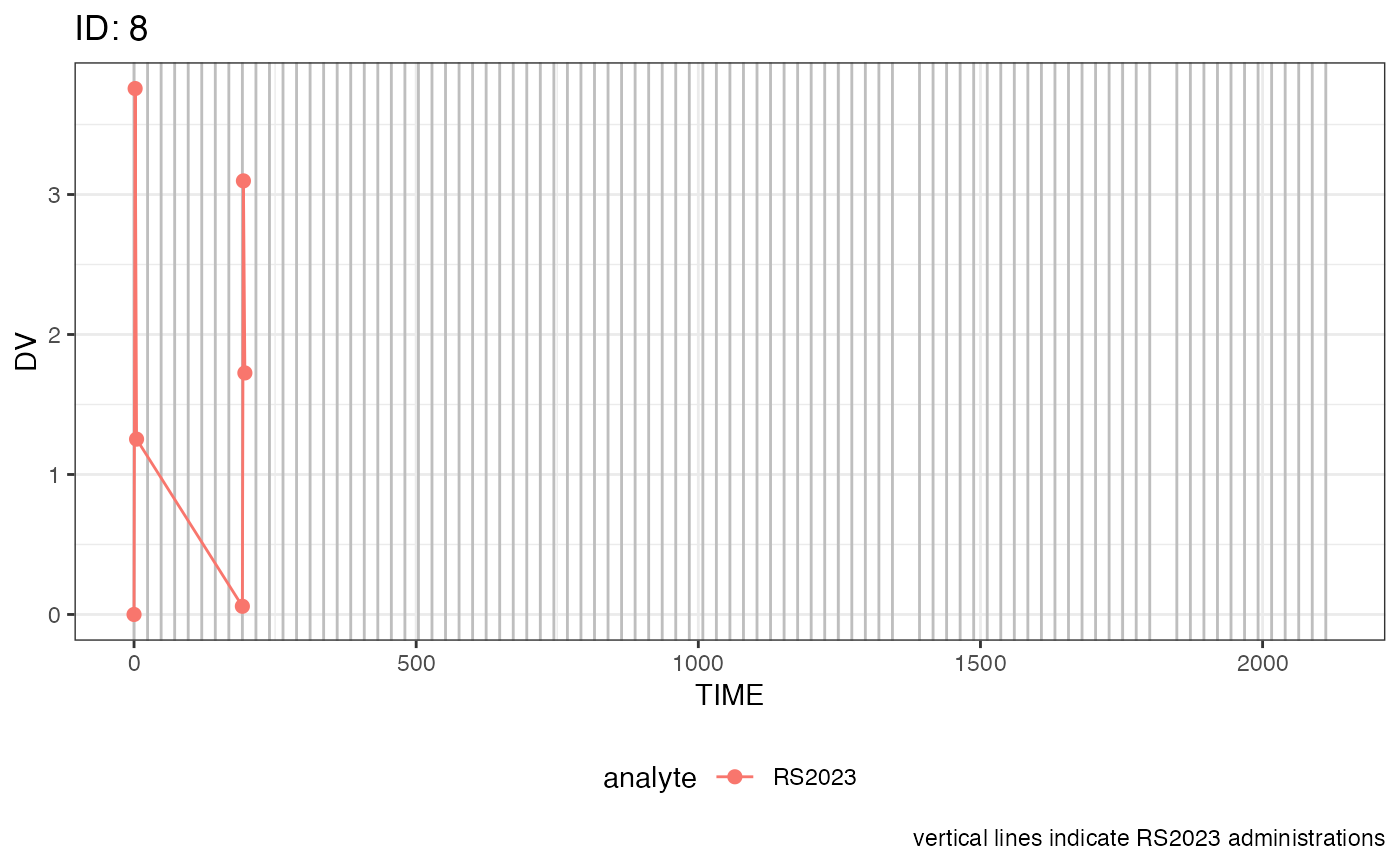 ID: 8
3
2
1
0
DV
0 500 1000 1500 2000
TIME
analyte RS2023
vertical lines indicate RS2023 administrations